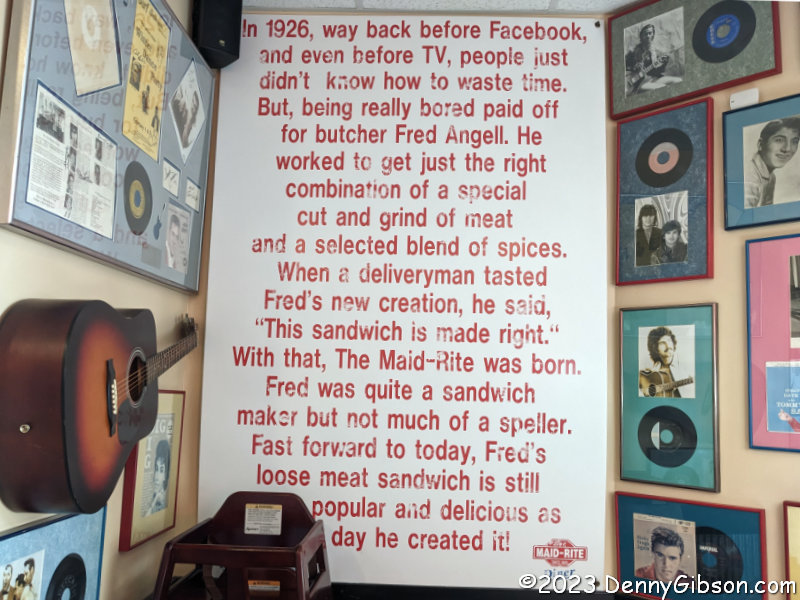 In 1926, way back before Facebook,
and even before TV, people just
didn't know how to waste time.
But, being really bored paid off
for butcher Fred Angell. He
worked to get just the right
combination of a special
cut and grind of meat
and a selected blend of spices.
When a deliveryman tasted
Fred's new creation, he said,
"This sandwich is made right."
With that, The Maid-Rite was born.
Fred was quite a sandwich
maker but not much of a speller.
Fast forward to today, Fred's
loose meat sandwich is still
popular and delicious as
day he created it!
MAID-RITE
Diner
©2023 DennyGibson.com